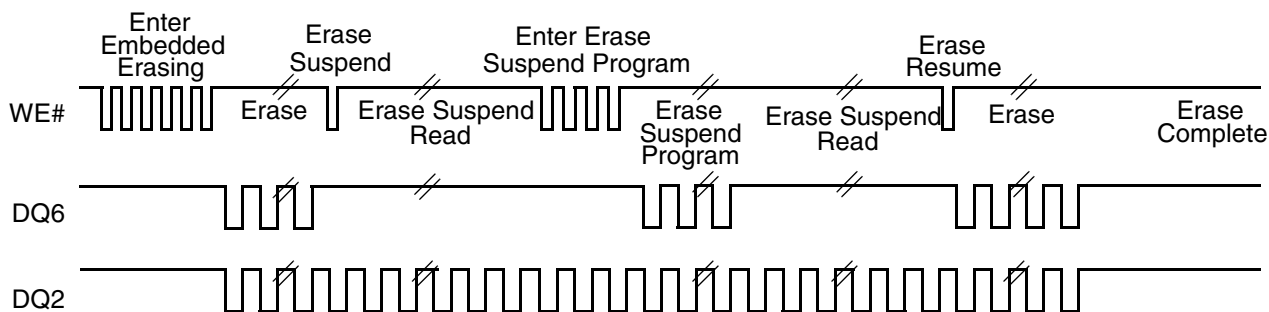 Enter
Embedded
Erasing
Erase
Suspend
Enter Erase
Suspend Program
Erase
Resume
WE#
Erase
Erase Suspend
Read
Erase
Suspend
Program
Erase Suspend
Read
Erase
Erase
Complete
DQ6
DQ2